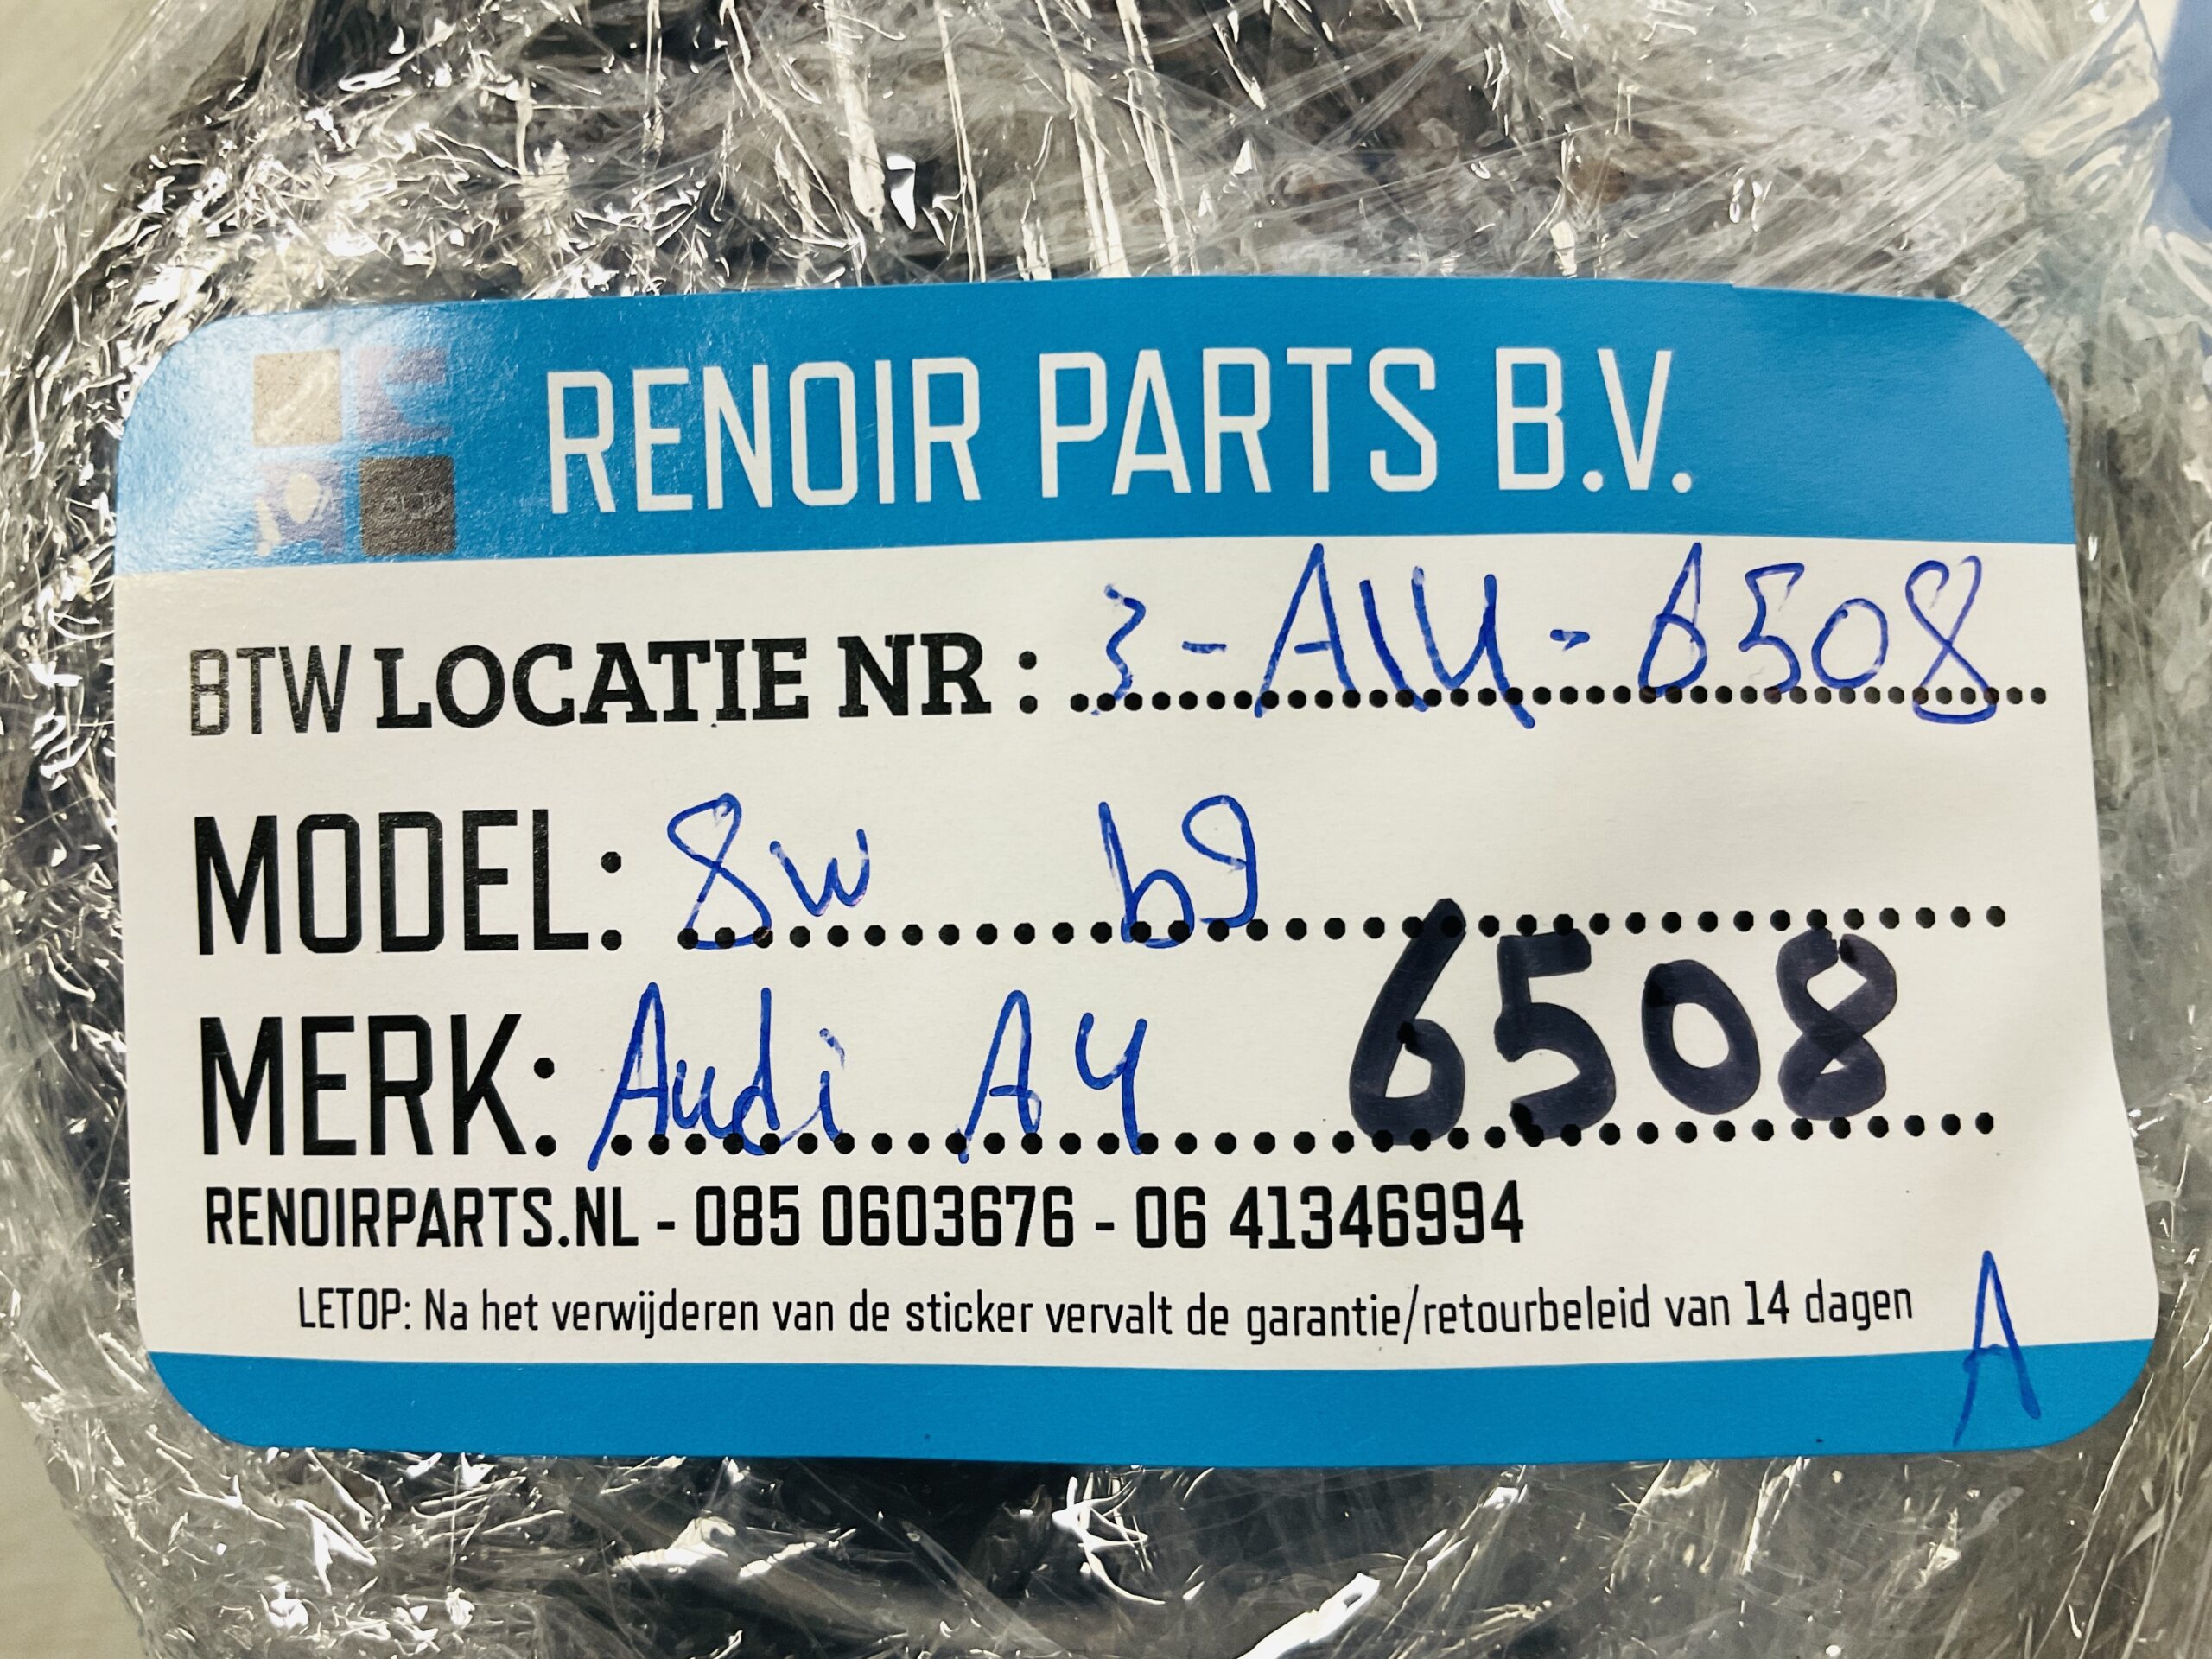 RENOIR PARTS B.V.
BTW LOCATIE NR : 3-A14-6508
MODEL: 8w b9
MERK: Audi A4 6508
RENOIRPARTS.NL - 085 0603676 - 06 41346994
LETOP: Na het verwijderen van de sticker vervalt de garantie/retourbeleid van 14 dagen
A